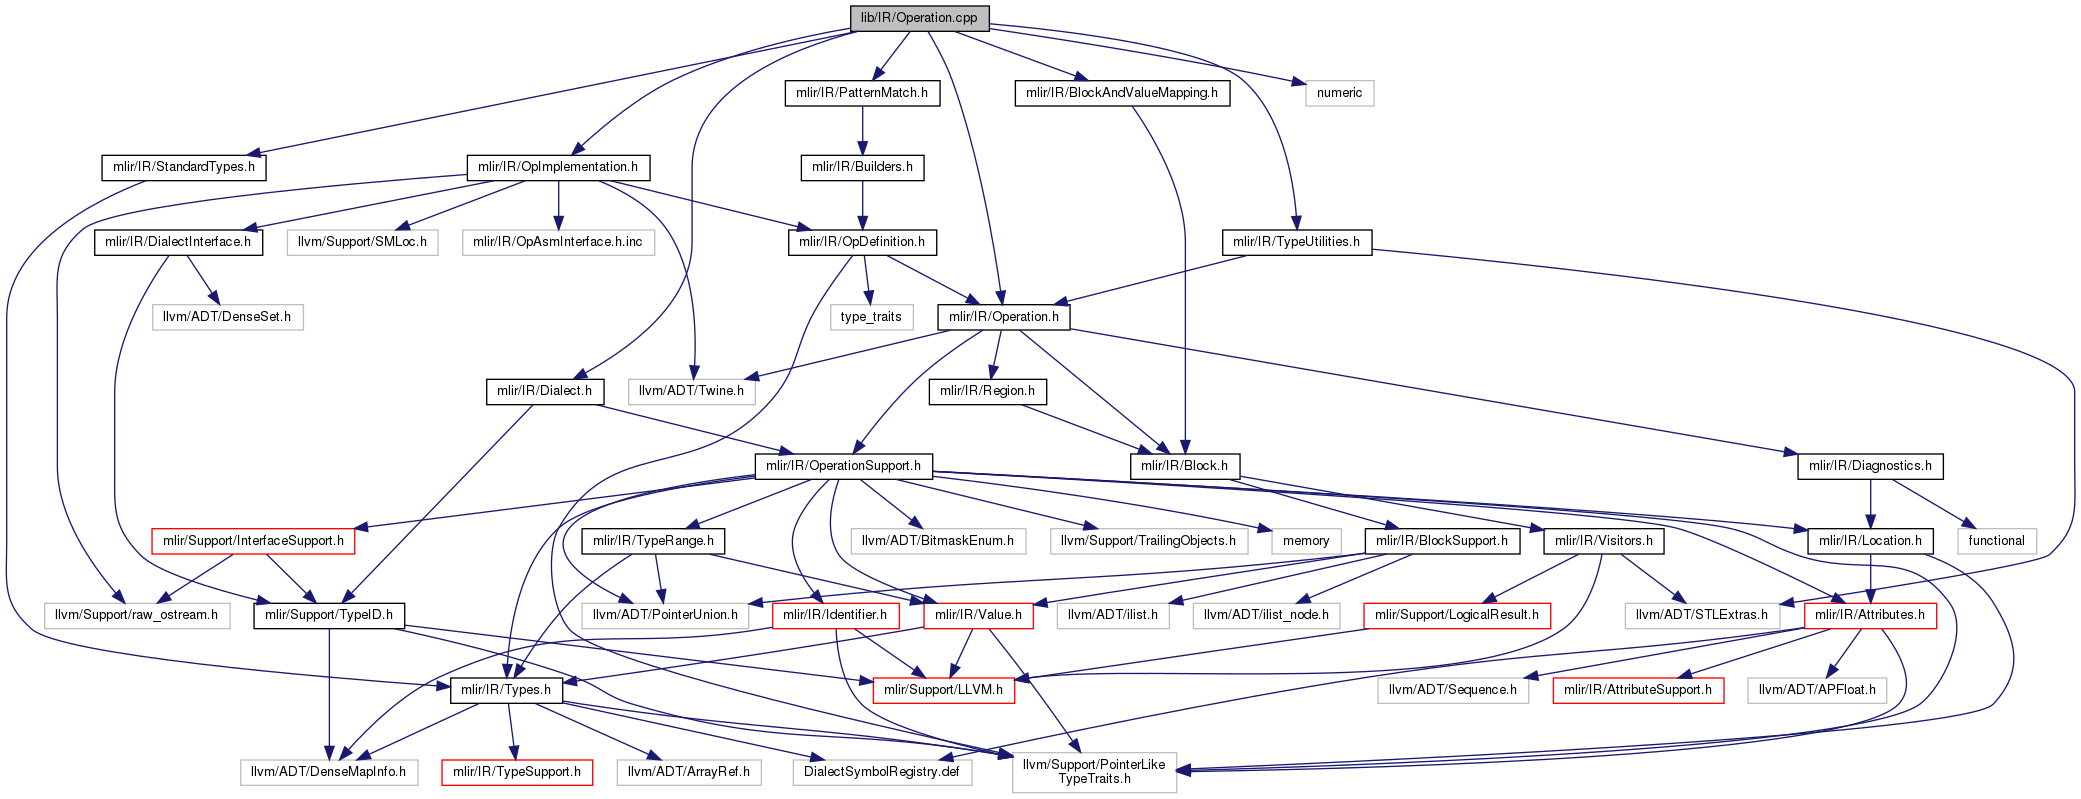 lib/IR/Operation.cpp
mlir/IR/PatternMatch.h
mlir/IR/BlockAndValueMapping.h
numeric
mlir/IR/StandardTypes.h
mlir/IR/OpImplementation.h
mlir/IR/Builders.h
mlir/IR/DialectInterface.h
llvm/Support/SMLoc.h
mlir/IR/OpAsmInterface.h.inc
mlir/IR/OpDefinition.h
mlir/IR/TypeUtilities.h
llvm/ADT/DenseSet.h
type_traits
mlir/IR/Operation.h
mlir/IR/Dialect.h
llvm/ADT/Twine.h
mlir/IR/Region.h
mlir/IR/OperationSupport.h
mlir/IR/Block.h
mlir/IR/Diagnostics.h
mlir/Support/InterfaceSupport.h
mlir/IR/TypeRange.h
llvm/ADT/BitmaskEnum.h
llvm/Support/TrailingObjects.h
memory
mlir/IR/BlockSupport.h
mlir/IR/Visitors.h
mlir/IR/Location.h
functional
llvm/Support/raw_ostream.h
mlir/Support/TypeID.h
llvm/ADT/PointerUnion.h
mlir/IR/Identifier.h
mlir/IR/Value.h
llvm/ADT/ilist.h
llvm/ADT/ilist_node.h
mlir/Support/LogicalResult.h
llvm/ADT/STLExtras.h
mlir/IR/Attributes.h
mlir/IR/Types.h
mlir/Support/LLVM.h
llvm/ADT/Sequence.h
mlir/IR/AttributeSupport.h
llvm/ADT/APFloat.h
llvm/ADT/DenseMapInfo.h
mlir/IR/TypeSupport.h
llvm/ADT/ArrayRef.h
DialectSymbolRegistry.def
llvm/Support/PointerLike
TypeTraits.h